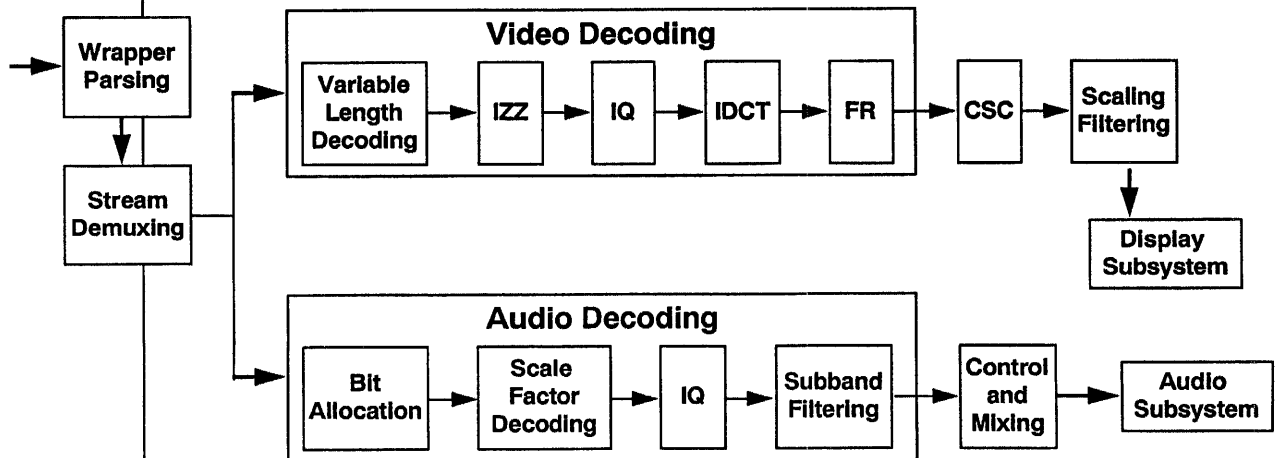 Wrapper
Parsing
Stream
Demuxing
Video Decoding
Variable
Length
Decoding
IZZ
IQ
IDCT
FR
CSC
Scaling
Filtering
Display
Subsystem
Audio Decoding
Bit
Allocation
Scale
Factor
Decoding
IQ
Subband
Filtering
Control
and
Mixing
Audio
Subsystem